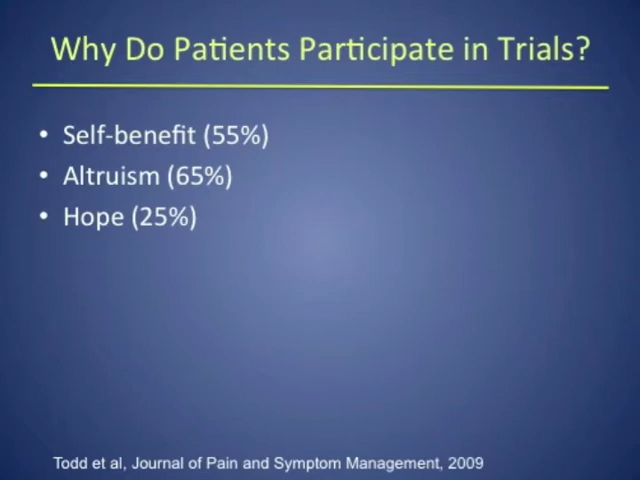 Why Do Patients Participate in Trials?
• Self-benefit (55%)
• Altruism (65%)
• Hope (25%)
Todd et al, Journal of Pain and Symptom Management, 2009